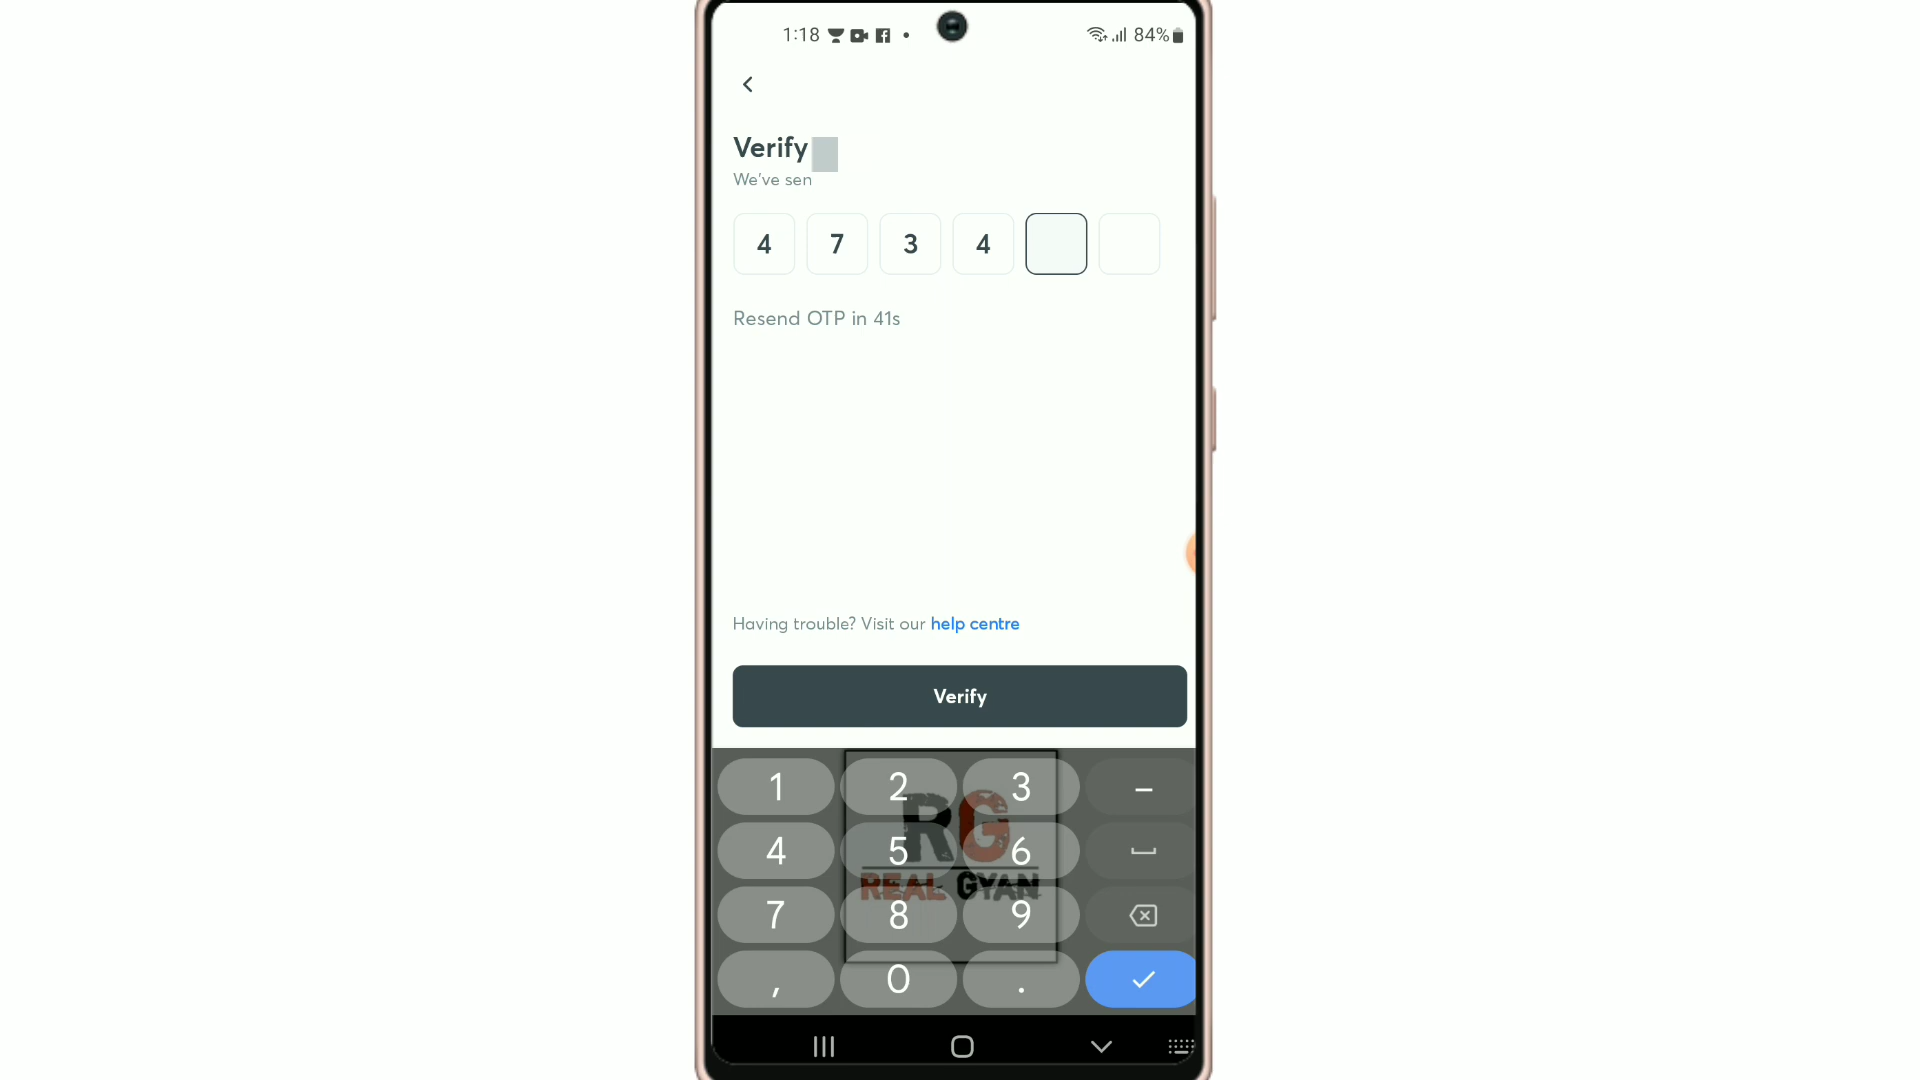 1:18 84%
Verify
We've sen
4 7 3 4
Resend OTP in 41s
Having trouble? Visit our help centre
Verify
1 2 3 -
4 5 6
RG
REAL GYAN
7 8 9
, 0 .